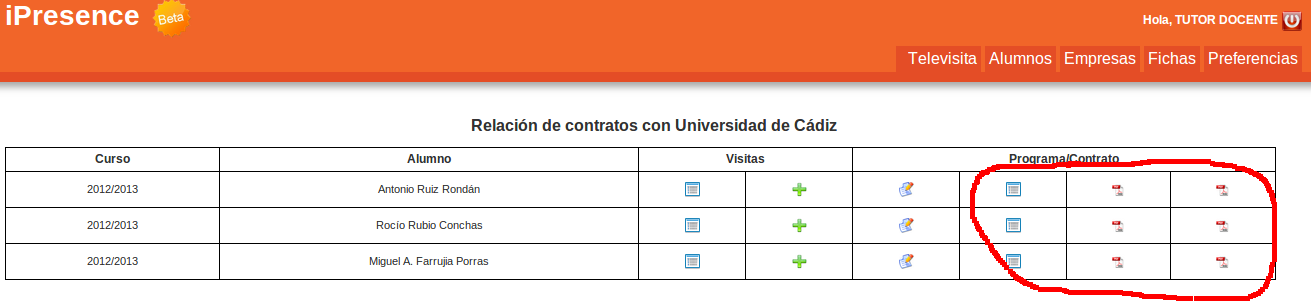 iPresence Beta
Hola, TUTOR DOCENTE
Televisita Alumnos Empresas Fichas Preferencias
Relación de contratos con Universidad de Cádiz
Curso Alumno Visitas Programa/Contrato
2012/2013 Antonio Ruiz Rondán
2012/2013 Rocío Rubio Conchas
2012/2013 Miguel A. Farrujia Porras